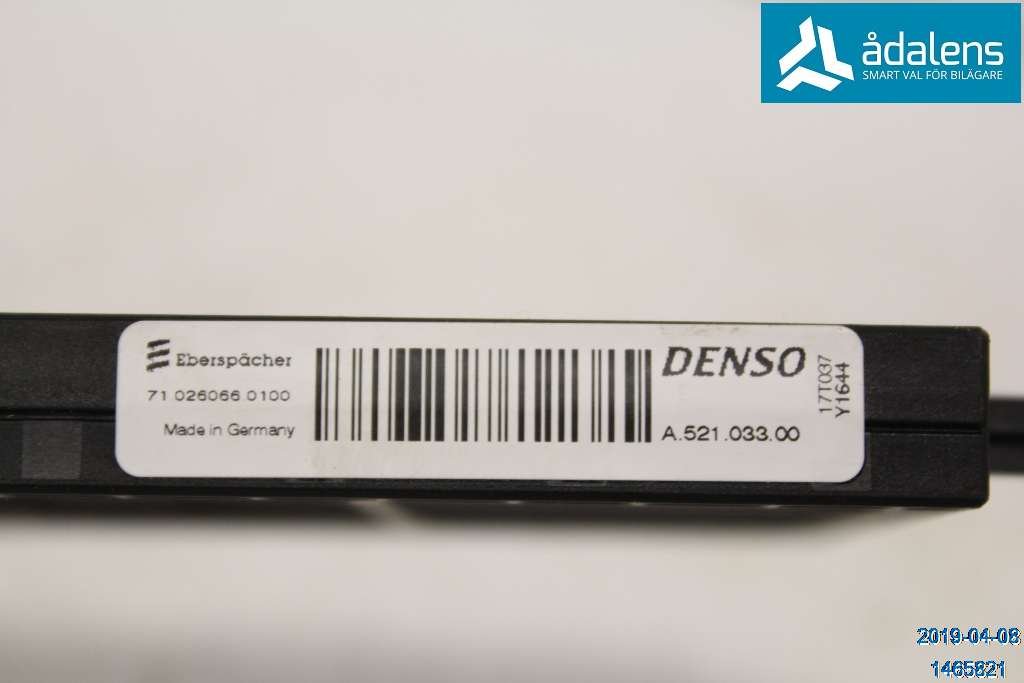 ådalens
SMART VAL FÖR BILÄGARE
Eberspächer
71 026066 0100
Made in Germany
DENSO
A.521.033.00
17T037
Y1644
2019-04-08
1465821